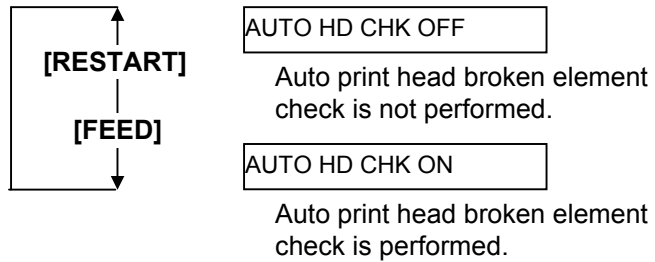 AUTO HD CHK OFF
[RESTART]
Auto print head broken element
check is not performed.
[FEED]
AUTO HD CHK ON
Auto print head broken element
check is performed.